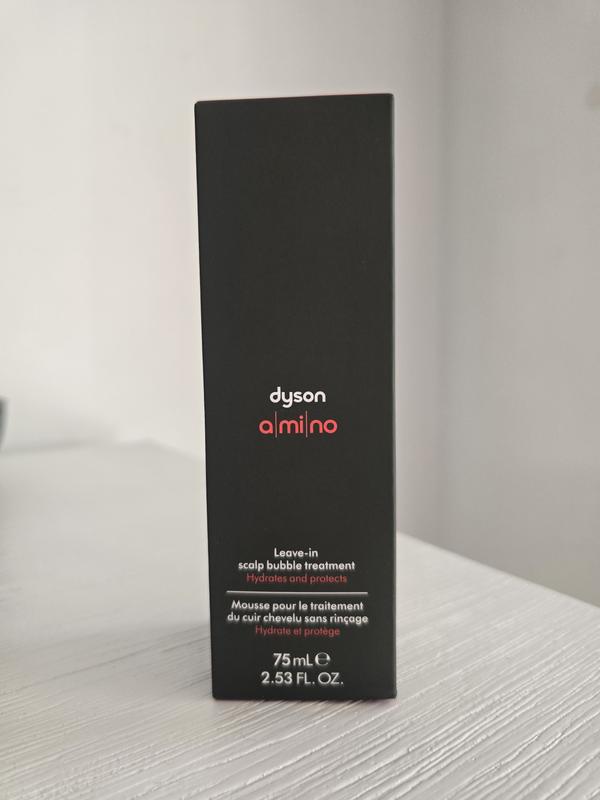 dyson
a|mi|no
Leave-in
scalp bubble treatment
Hydrates and protects
Mousse pour le traitement
du cuir chevelu sans rinçage
Hydrate et protège
75 mL ℮
2.53 FL. OZ.